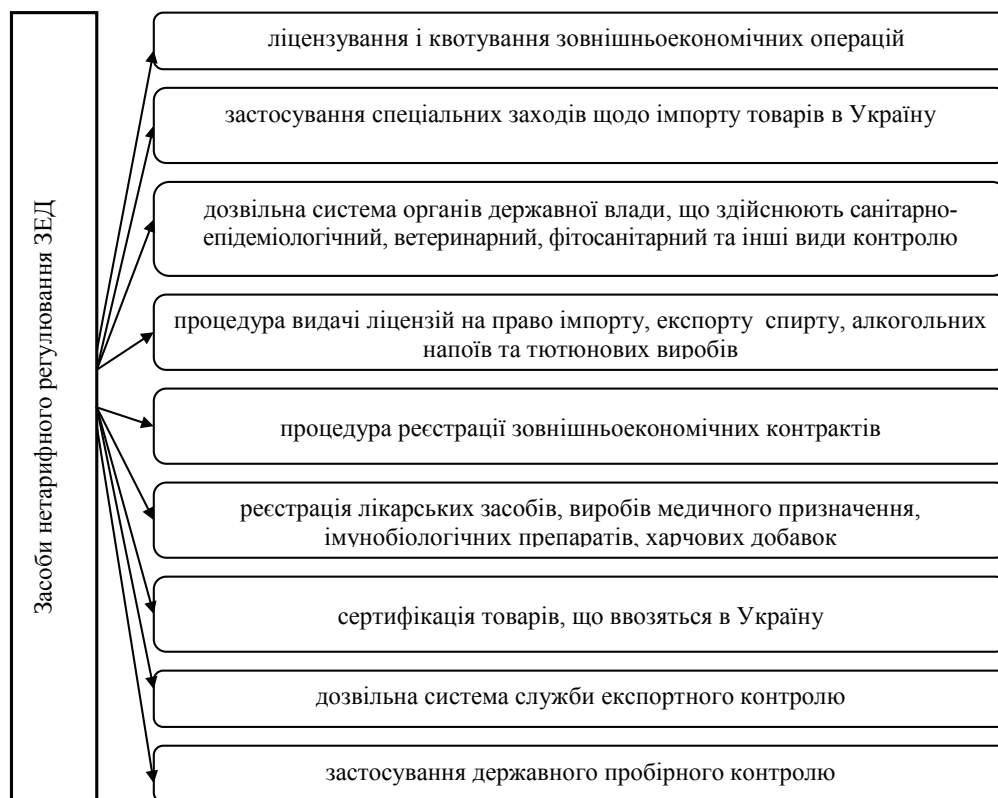 Засоби нетарифного регулювання ЗЕД
ліцензування і квотування зовнішньоекономічних операцій
застосування спеціальних заходів щодо імпорту товарів в Україну
дозвільна система органів державної влади, що здійснюють санітарно-
епідеміологічний, ветеринарний, фітосанітарний та інші види контролю
процедура видачі ліцензій на право імпорту, експорту спирту, алкогольних
напоїв та тютюнових виробів
процедура реєстрації зовнішньоекономічних контрактів
реєстрація лікарських засобів, виробів медичного призначення,
імунобіологічних препаратів, харчових добавок
сертифікація товарів, що ввозяться в Україну
дозвільна система служби експортного контролю
застосування державного пробірного контролю